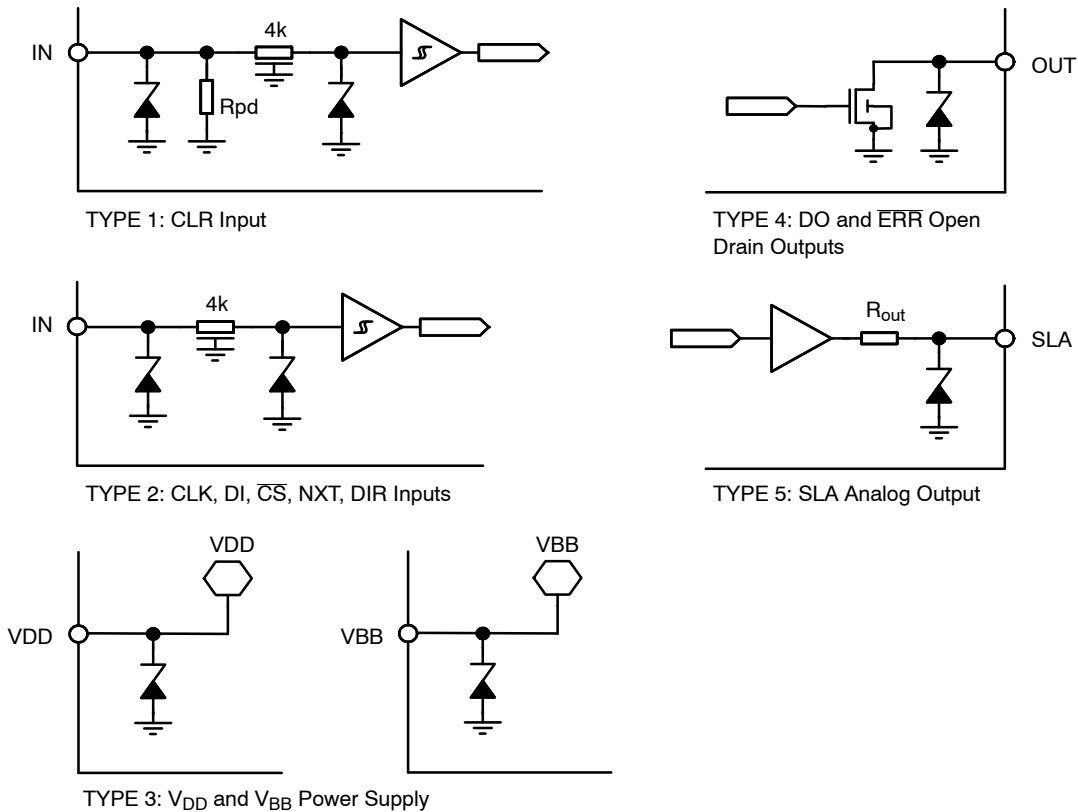 IN
4k
Rpd
TYPE 1: CLR Input
OUT
TYPE 4: DO and E̅R̅R̅ Open
Drain Outputs
IN
4k
TYPE 2: CLK, DI, C̅S̅, NXT, DIR Inputs
Rout
SLA
TYPE 5: SLA Analog Output
VDD
VDD
VBB
VBB
TYPE 3: VDD and VBB Power Supply